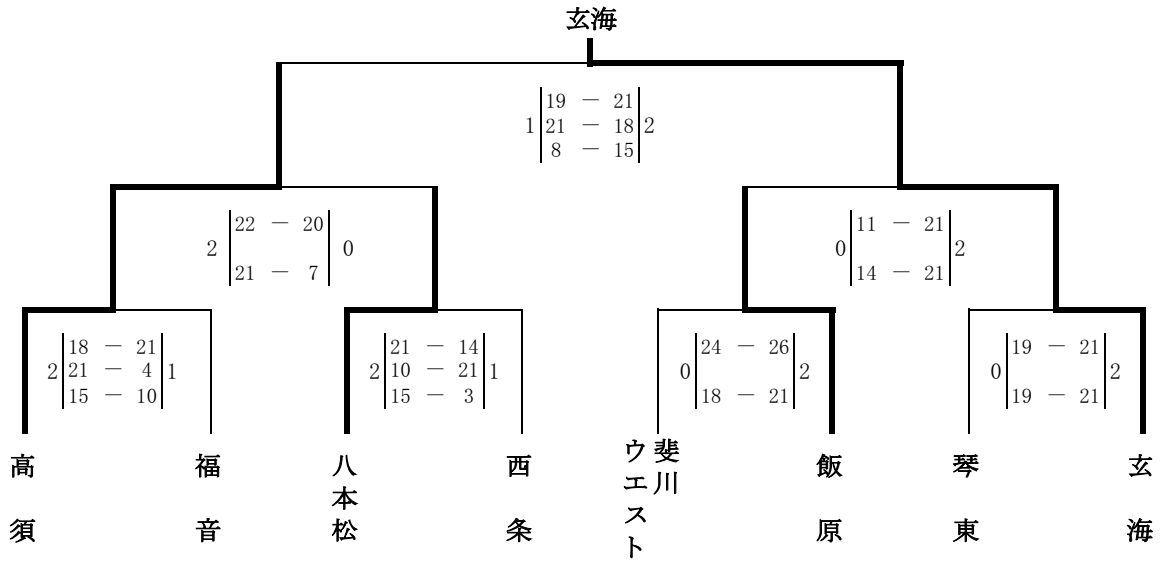 玄海
19 － 21
1 21 － 18 2
8 － 15
22 － 20
2 0
21 － 7
11 － 21
0 2
14 － 21
18 － 21
2 21 － 4 1
15 － 10
21 － 14
2 10 － 21 1
15 － 3
24 － 26
0 2
18 － 21
19 － 21
0 2
19 － 21
高須
福音
八本松
西条
斐川
ウエスト
飯原
琴東
玄海